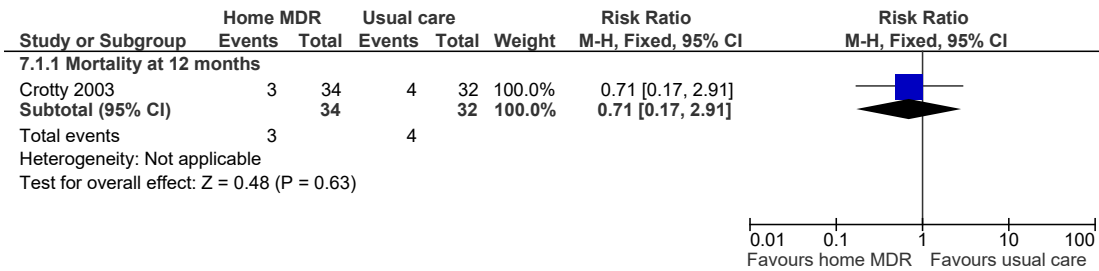 Home MDR Usual care Risk Ratio Risk Ratio
Study or Subgroup Events Total Events Total Weight M-H, Fixed, 95% CI M-H, Fixed, 95% CI
7.1.1 Mortality at 12 months
Crotty 2003 3 34 4 32 100.0% 0.71 [0.17, 2.91]
Subtotal (95% CI) 34 32 100.0% 0.71 [0.17, 2.91]
Total events 3 4
Heterogeneity: Not applicable
Test for overall effect: Z = 0.48 (P = 0.63)
0.01 0.1 1 10 100
Favours home MDR Favours usual care